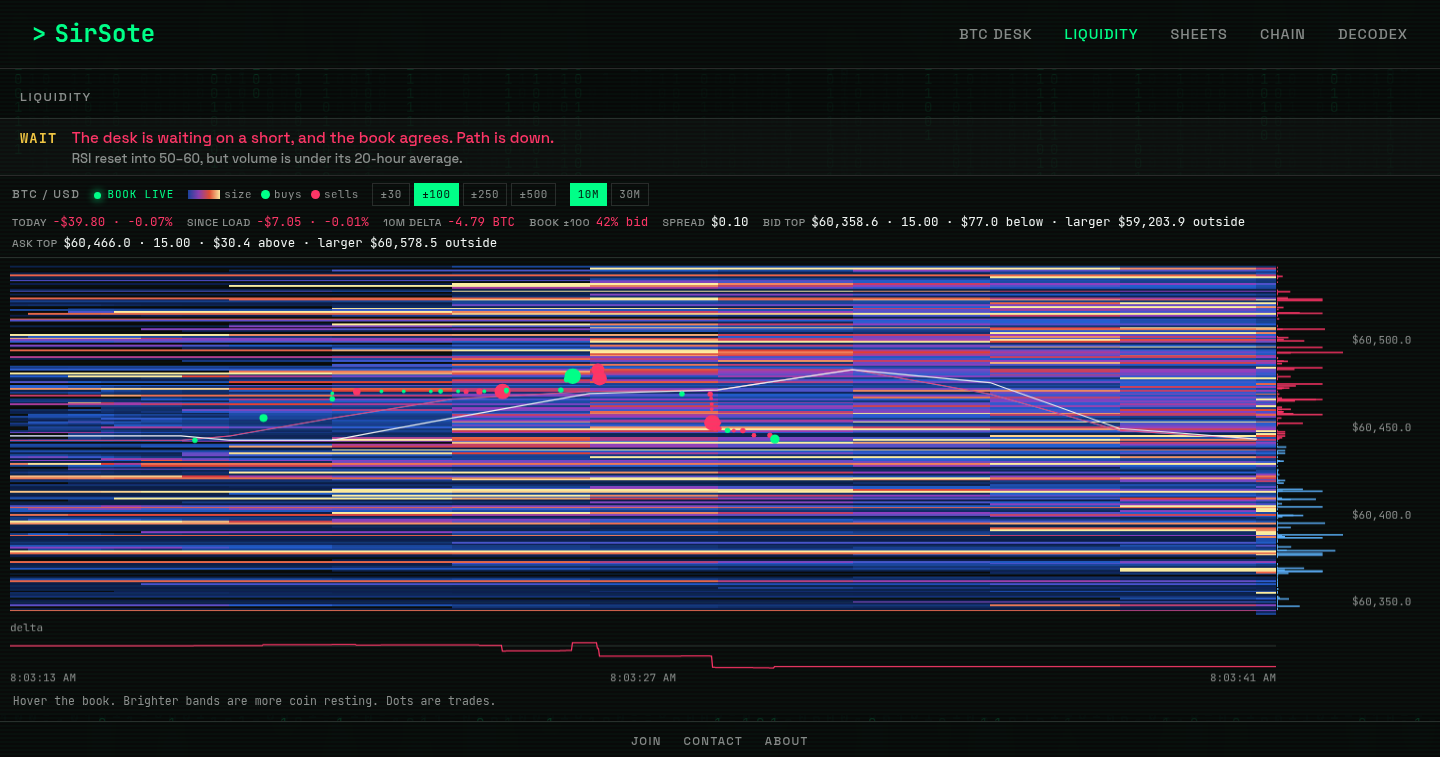 > SirSote
BTC DESK LIQUIDITY SHEETS CHAIN DECODEX
LIQUIDITY
WAIT The desk is waiting on a short, and the book agrees. Path is down.
RSI reset into 50–60, but volume is under its 20-hour average.
BTC / USD BOOK LIVE size buys sells ±30 ±100 ±250 ±500 10M 30M
TODAY -$39.80 · -0.07% SINCE LOAD -$7.05 · -0.01% 10M DELTA -4.79 BTC BOOK ±100 42% bid SPREAD $0.10 BID TOP $60,358.6 · 15.00 · $77.0 below · larger $59,203.9 outside
ASK TOP $60,466.0 · 15.00 · $30.4 above · larger $60,578.5 outside
$60,500.0
$60,450.0
$60,400.0
$60,350.0
delta
8:03:13 AM 8:03:27 AM 8:03:41 AM
Hover the book. Brighter bands are more coin resting. Dots are trades.
JOIN CONTACT ABOUT